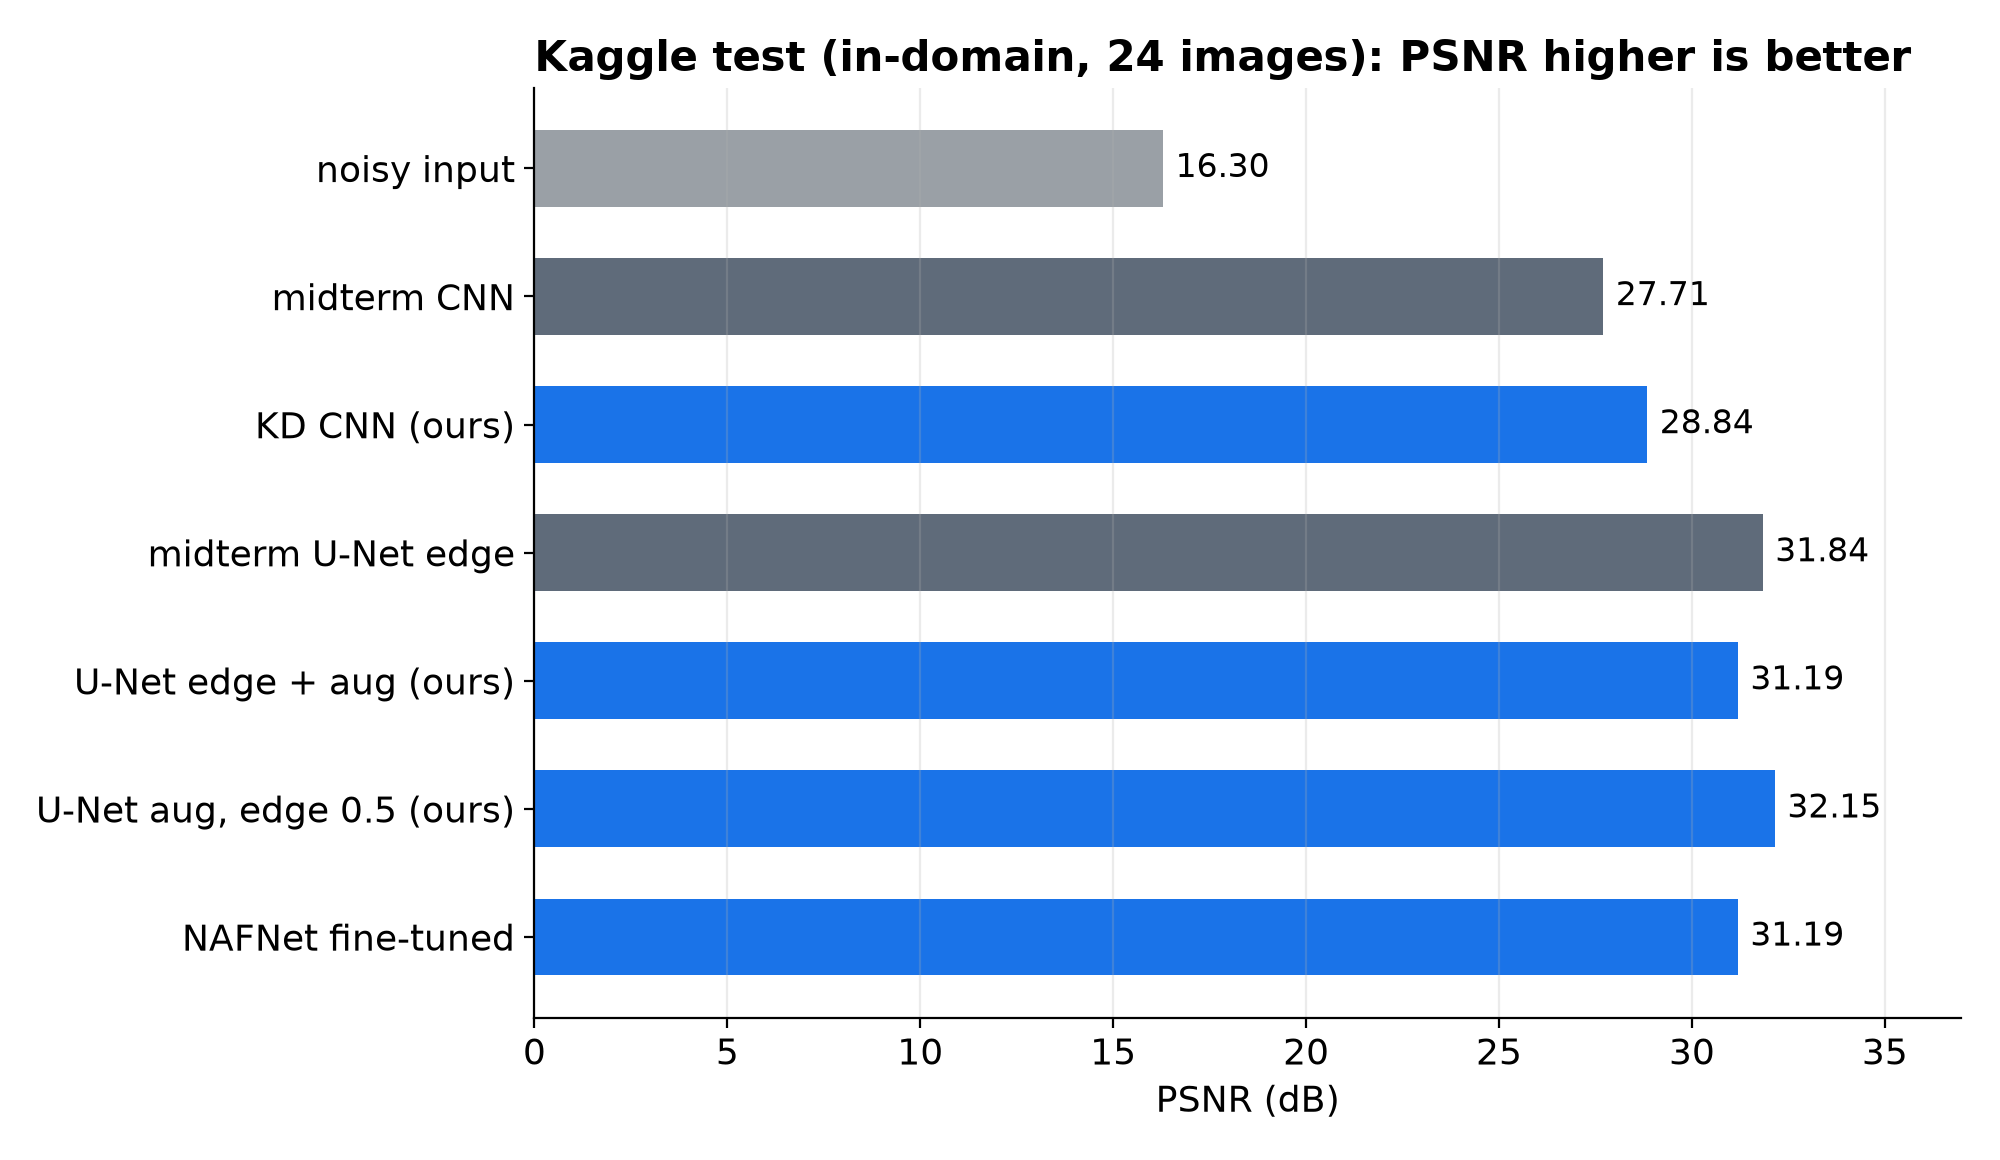 Kaggle test (in-domain, 24 images): PSNR higher is better
noisy input
16.30
midterm CNN
27.71
KD CNN (ours)
28.84
midterm U-Net edge
31.84
U-Net edge + aug (ours)
31.19
U-Net aug, edge 0.5 (ours)
32.15
NAFNet fine-tuned
31.19
0 5 10 15 20 25 30 35
PSNR (dB)